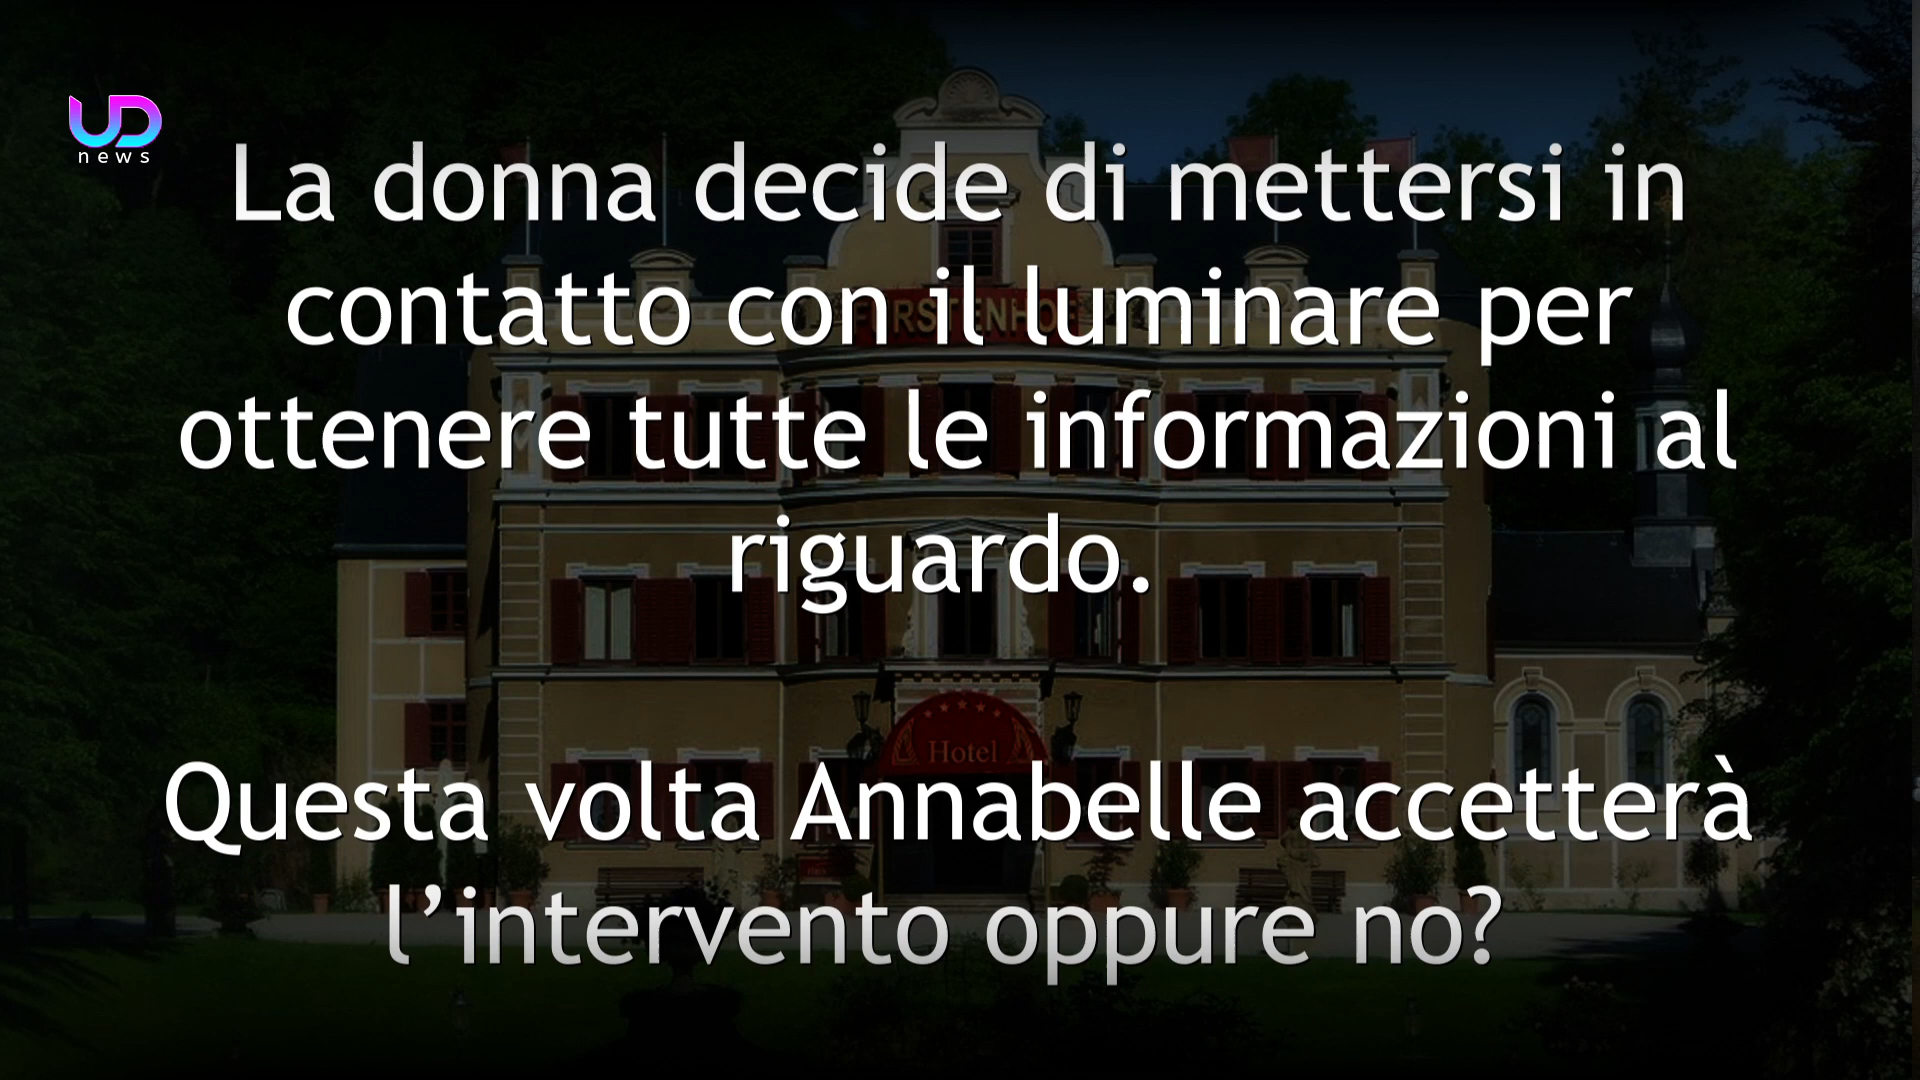 UD
news
La donna decide di mettersi in
contatto con il luminare per
ottenere tutte le informazioni al
riguardo.
Questa volta Annabelle accetterà
l’intervento oppure no?
FÜRSTENHOF
Hotel